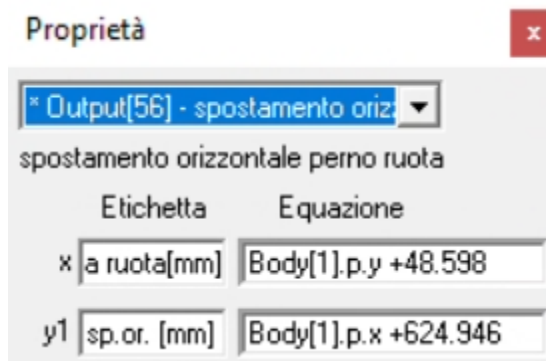 Proprietà x
* Output[56] - spostamento oriz
spostamento orizzontale perno ruota
Etichetta Equazione
x a ruota[mm] Body[1].p.y +48.598
y1 sp.or. [mm] Body[1].p.x +624.946